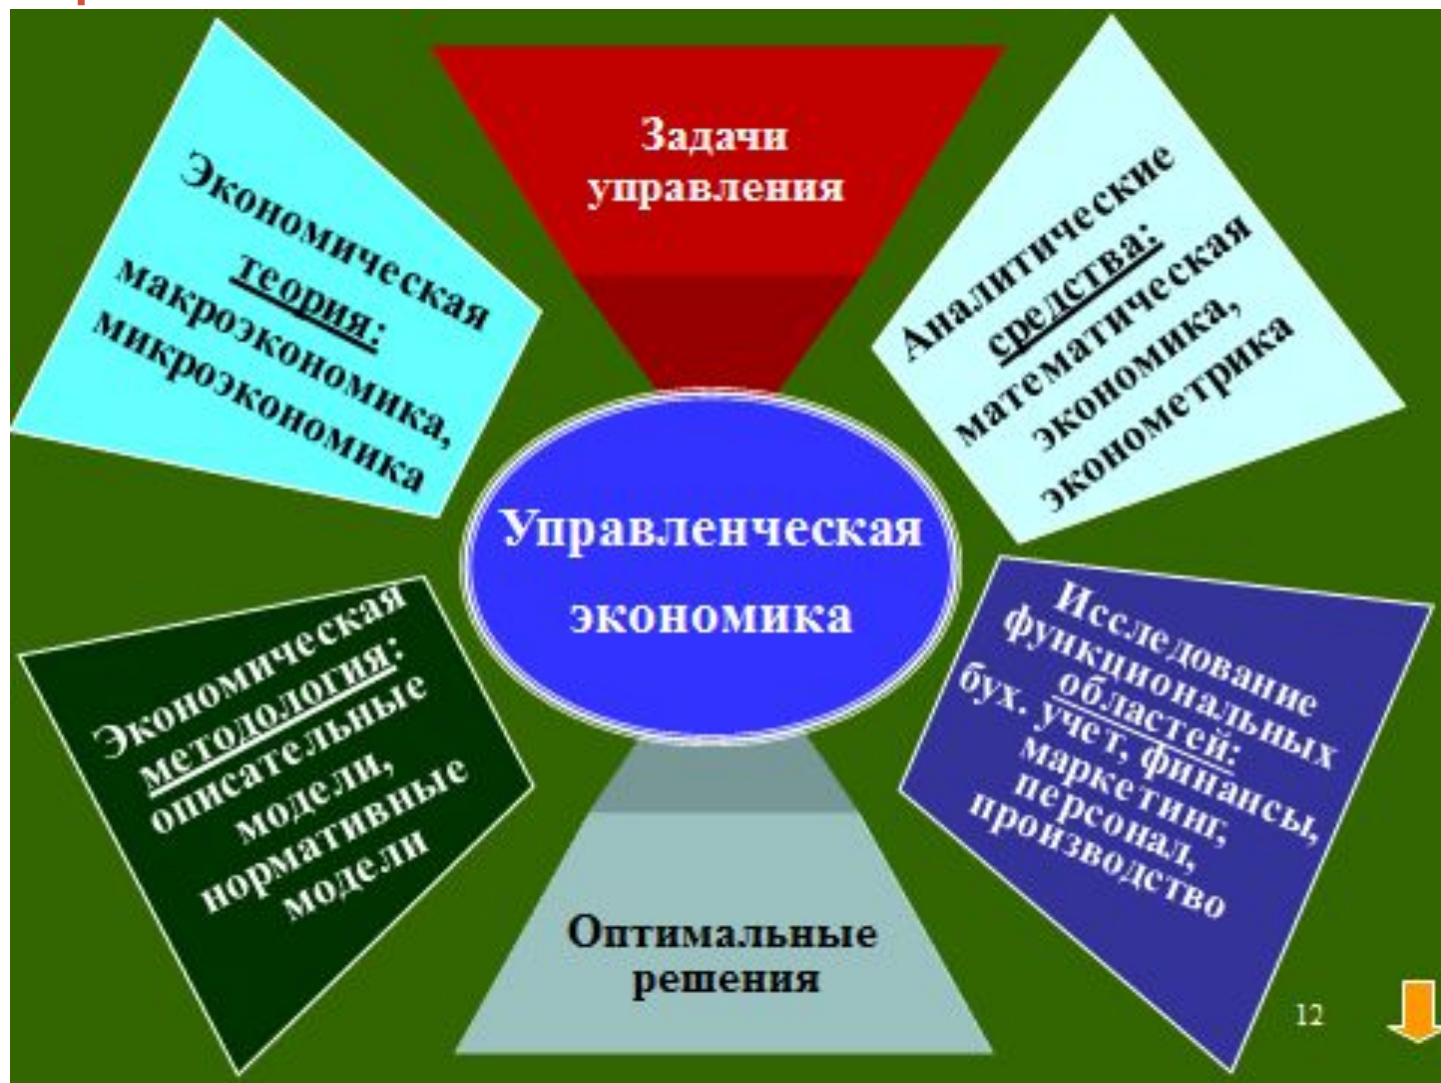 Задачи
управления
Экономическая
теория:
макроэкономика,
микроэкономика
Аналитические
средства:
математическая
экономика,
эконометрика
Управленческая
экономика
Экономическая
методология:
описательные
модели,
нормативные
модели
Исследование
функциональных
областей:
бух. учет, финансы,
маркетинг,
персонал,
производство
Оптимальные
решения
12